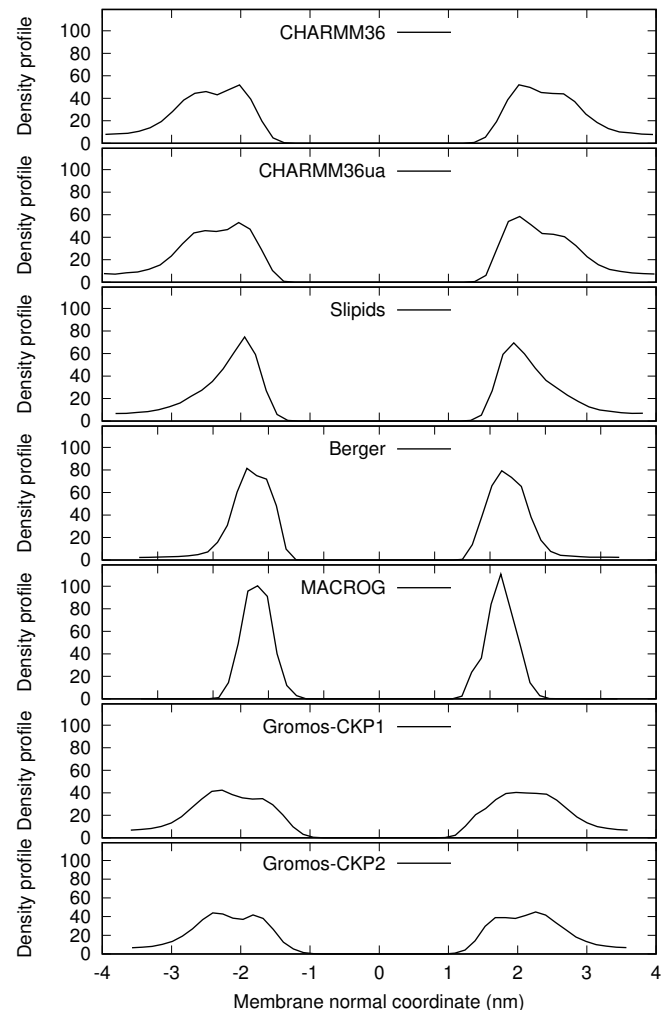 Density profile
100
80
60
40
20
0
CHARMM36
Density profile
100
80
60
40
20
0
CHARMM36ua
Density profile
100
80
60
40
20
0
Slipids
Density profile
100
80
60
40
20
0
Berger
Density profile
100
80
60
40
20
0
MACROG
Density profile
100
80
60
40
20
0
Gromos-CKP1
Density profile
100
80
60
40
20
0
Gromos-CKP2
-4 -3 -2 -1 0 1 2 3 4
Membrane normal coordinate (nm)